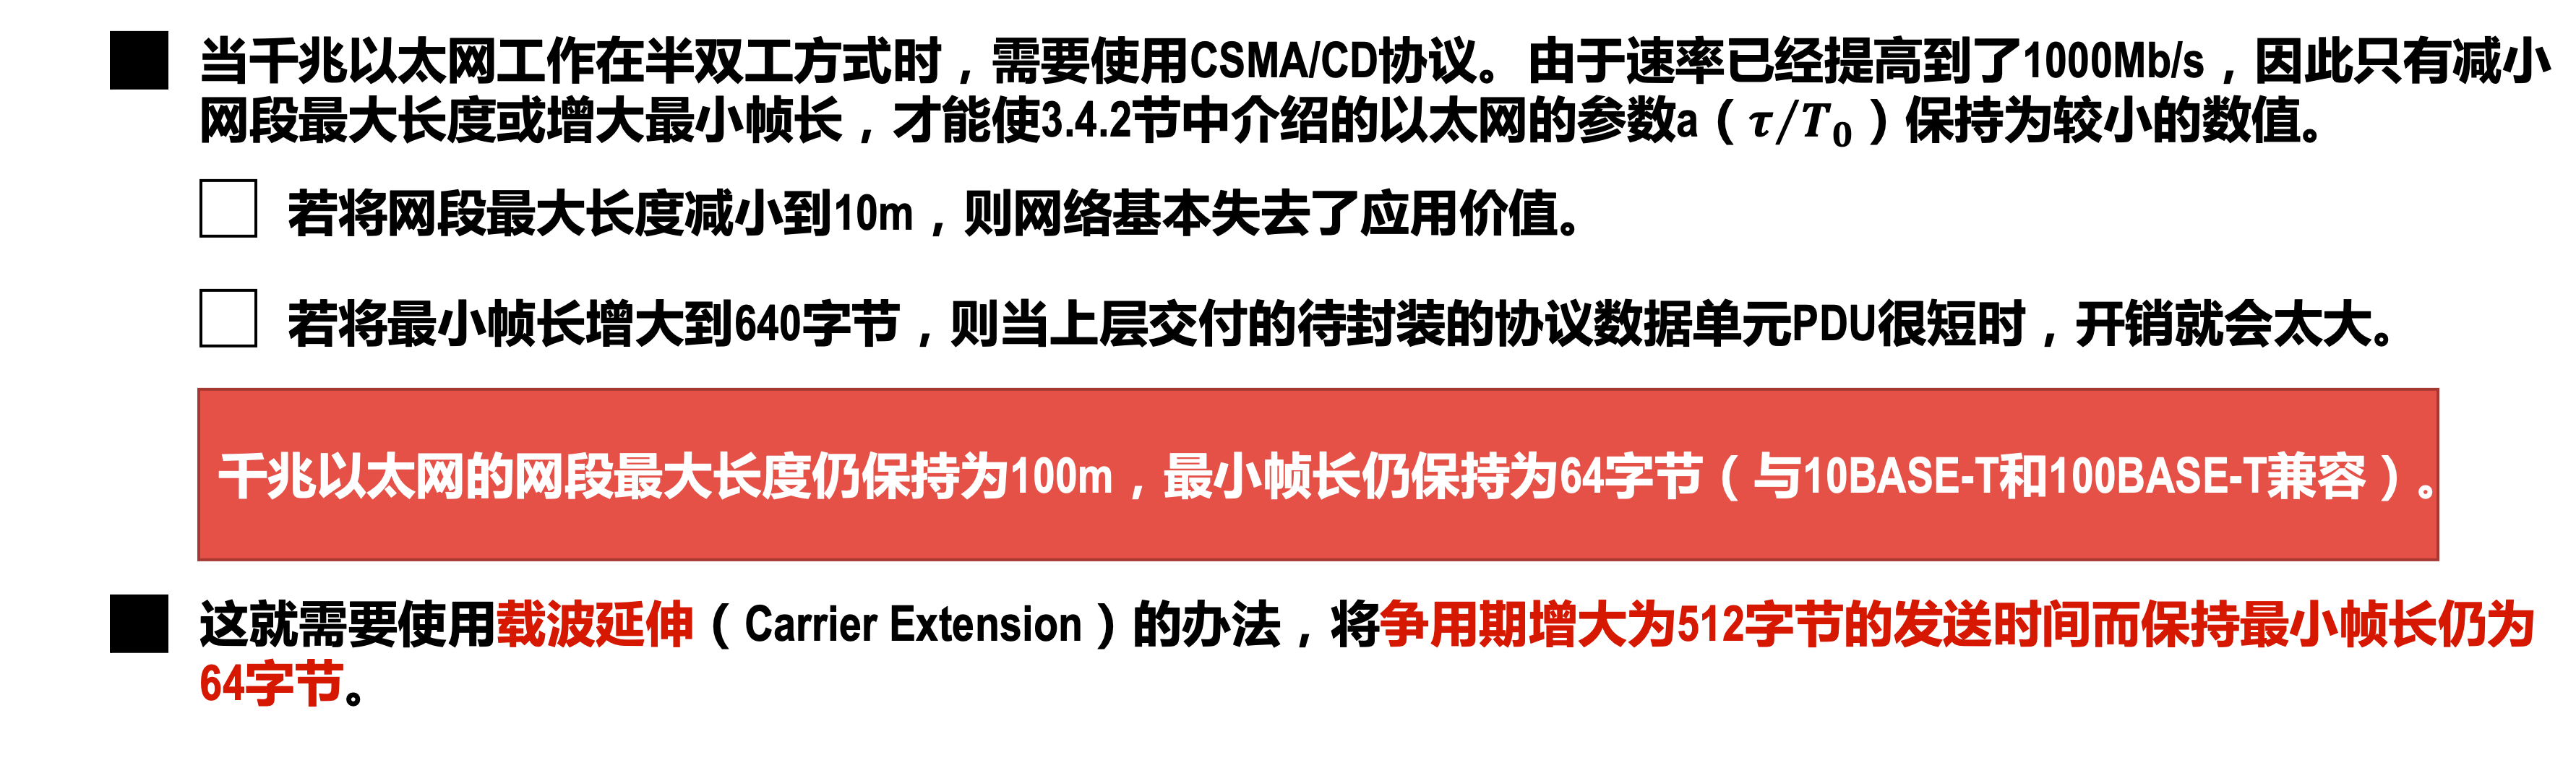 当千兆以太网工作在半双工方式时，需要使用CSMA/CD协议。由于速率已经提高到了1000Mb/s，因此只有减小
网段最大长度或增大最小帧长，才能使3.4.2节中介绍的以太网的参数a（τ/T₀）保持为较小的数值。
若将网段最大长度减小到10m，则网络基本失去了应用价值。
若将最小帧长增大到640字节，则当上层交付的待封装的协议数据单元PDU很短时，开销就会太大。
千兆以太网的网段最大长度仍保持为100m，最小帧长仍保持为64字节（与10BASE-T和100BASE-T兼容）。
这就需要使用载波延伸（Carrier Extension）的办法，将争用期增大为512字节的发送时间而保持最小帧长仍为
64字节。